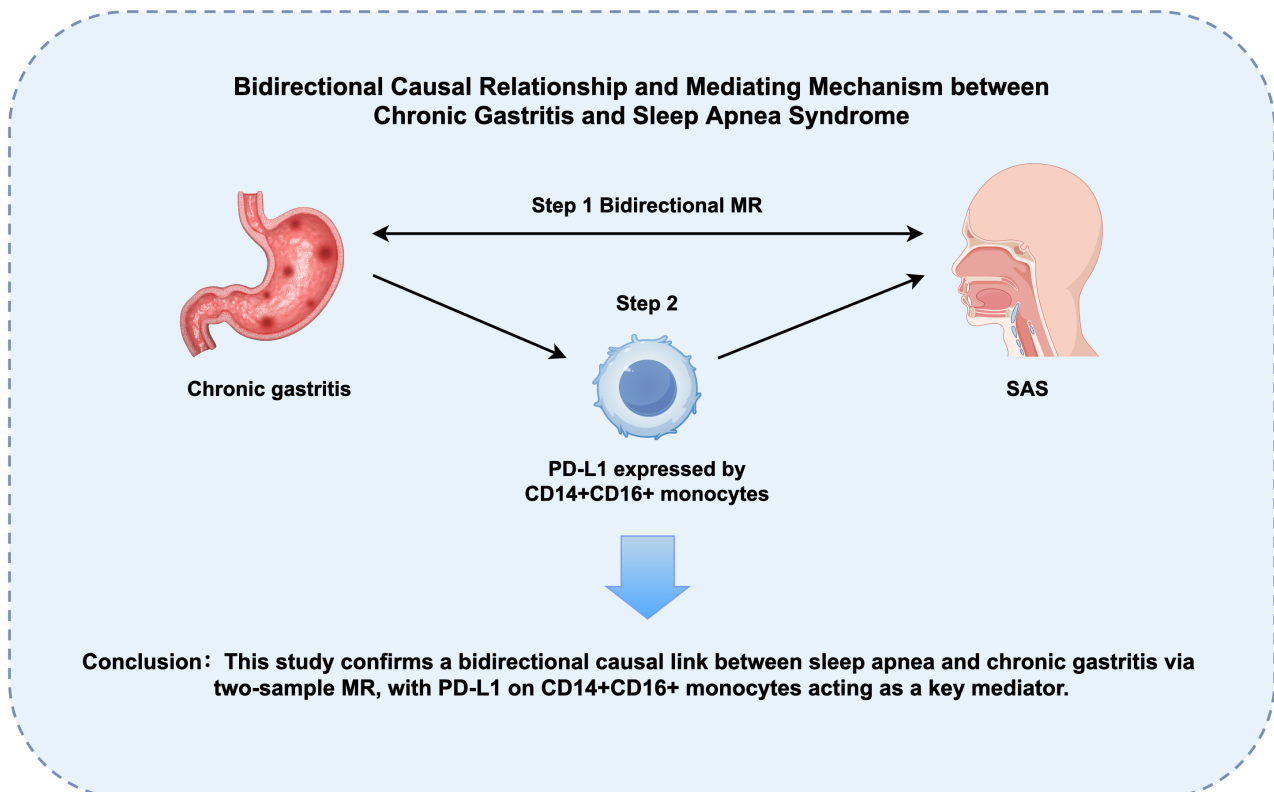 Bidirectional Causal Relationship and Mediating Mechanism between
Chronic Gastritis and Sleep Apnea Syndrome
Step 1 Bidirectional MR
Step 2
Chronic gastritis
SAS
PD-L1 expressed by
CD14+CD16+ monocytes
Conclusion：This study confirms a bidirectional causal link between sleep apnea and chronic gastritis via
two-sample MR, with PD-L1 on CD14+CD16+ monocytes acting as a key mediator.